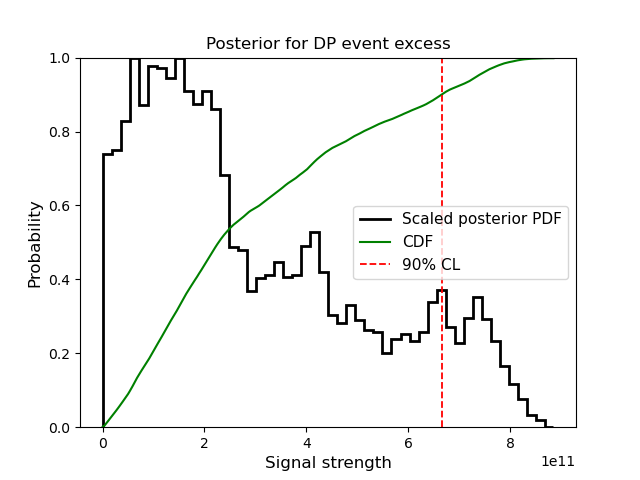 Posterior for DP event excess
1.0
0.8
0.6
0.4
0.2
0.0
Probability
Scaled posterior PDF
CDF
90% CL
0 2 4 6 8
1e11
Signal strength